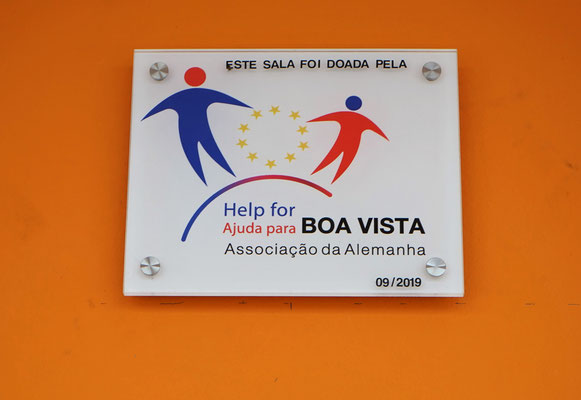 ESTE SALA FOI DOADA PELA
Help for
Ajuda para BOA VISTA
Associação da Alemanha
09/2019